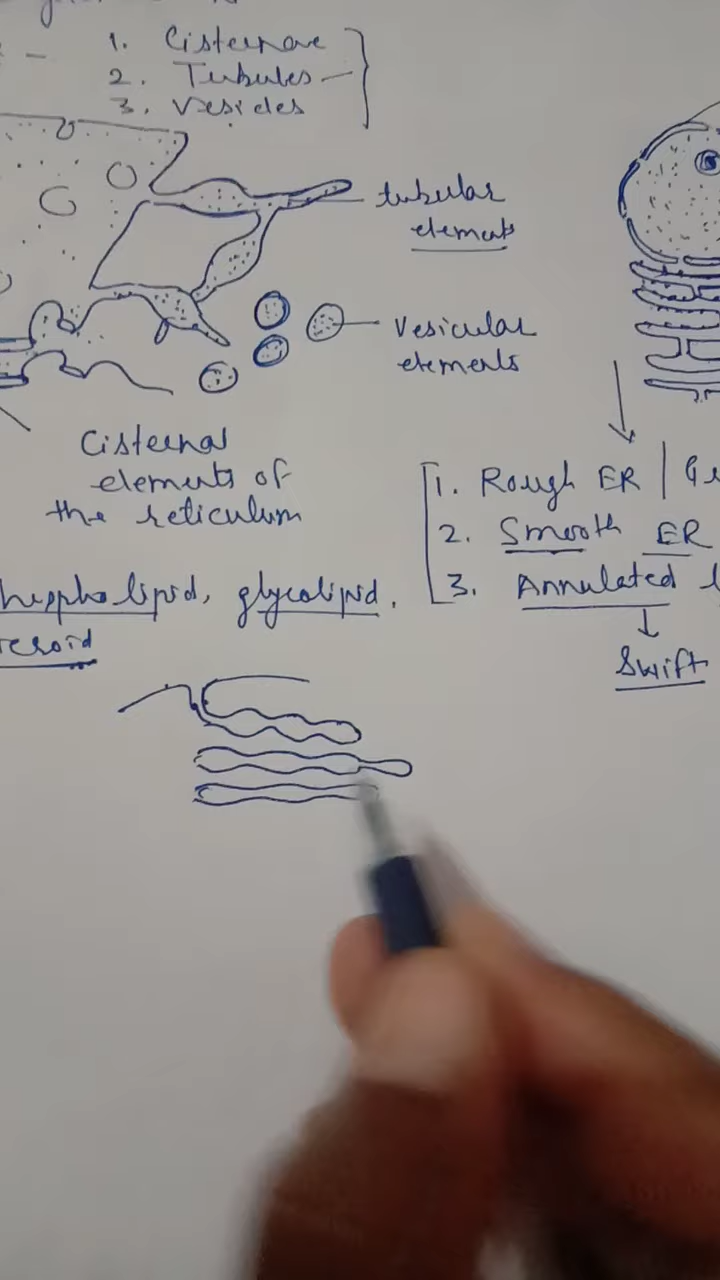 1. Cisternae
2. Tubules
3. Vesicles
tubular
elements
Vesicular
elements
Cisternal
elements of
the reticulum
1. Rough ER
2. Smooth ER
3. Annulated
Swift
glycolipid.